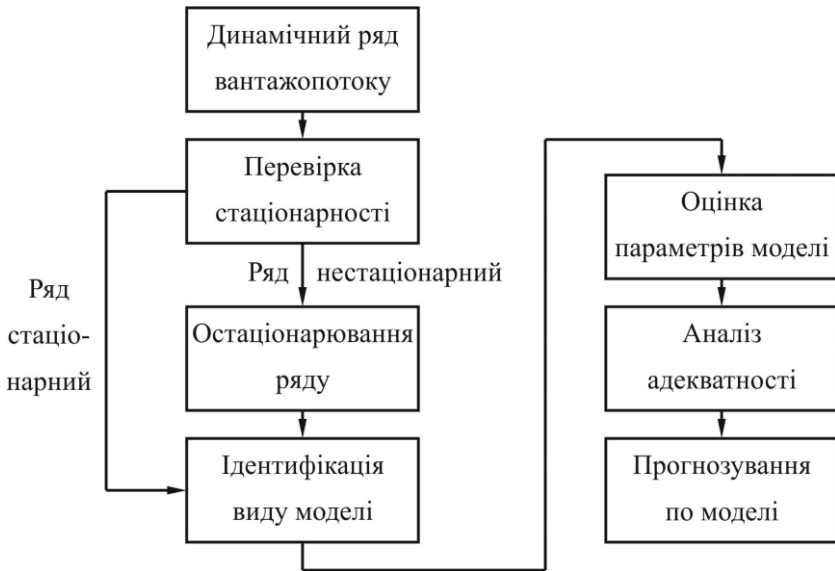 Динамічний ряд
вантажопотоку
Перевірка
стаціонарності
Ряд нестаціонарний
Ряд
стаціо-
нарний
Остаціонарювання
ряду
Ідентифікація
виду моделі
Оцінка
параметрів моделі
Аналіз
адекватності
Прогнозування
по моделі